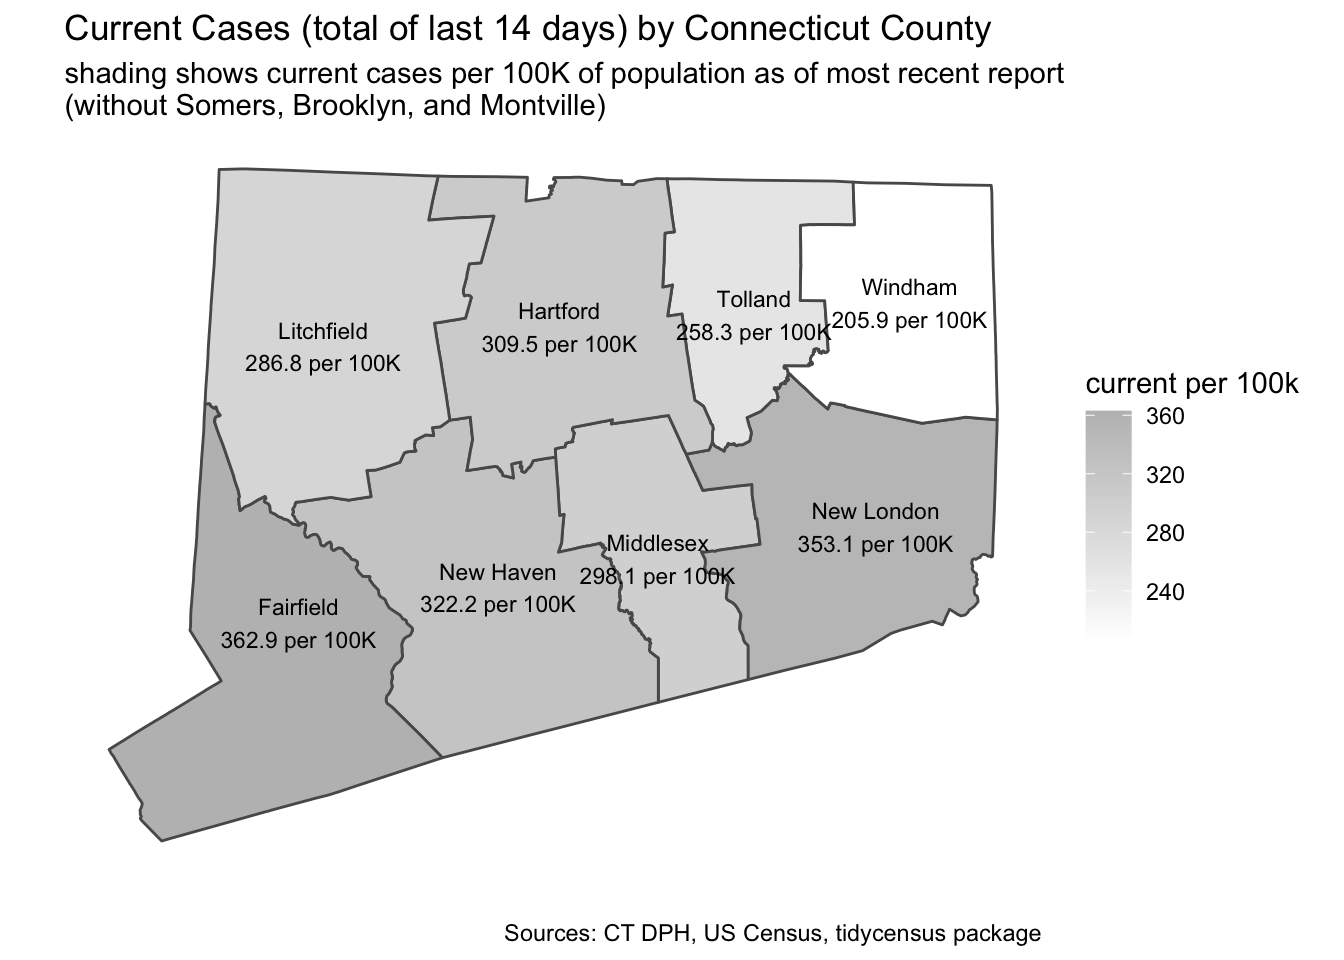 Current Cases (total of last 14 days) by Connecticut County
shading shows current cases per 100K of population as of most recent report
(without Somers, Brooklyn, and Montville)
Litchfield
286.8 per 100K
Hartford
309.5 per 100K
Tolland
258.3 per 100K
Windham
205.9 per 100K
Fairfield
362.9 per 100K
New Haven
322.2 per 100K
Middlesex
298.1 per 100K
New London
353.1 per 100K
current per 100k
360
320
280
240
Sources: CT DPH, US Census, tidycensus package